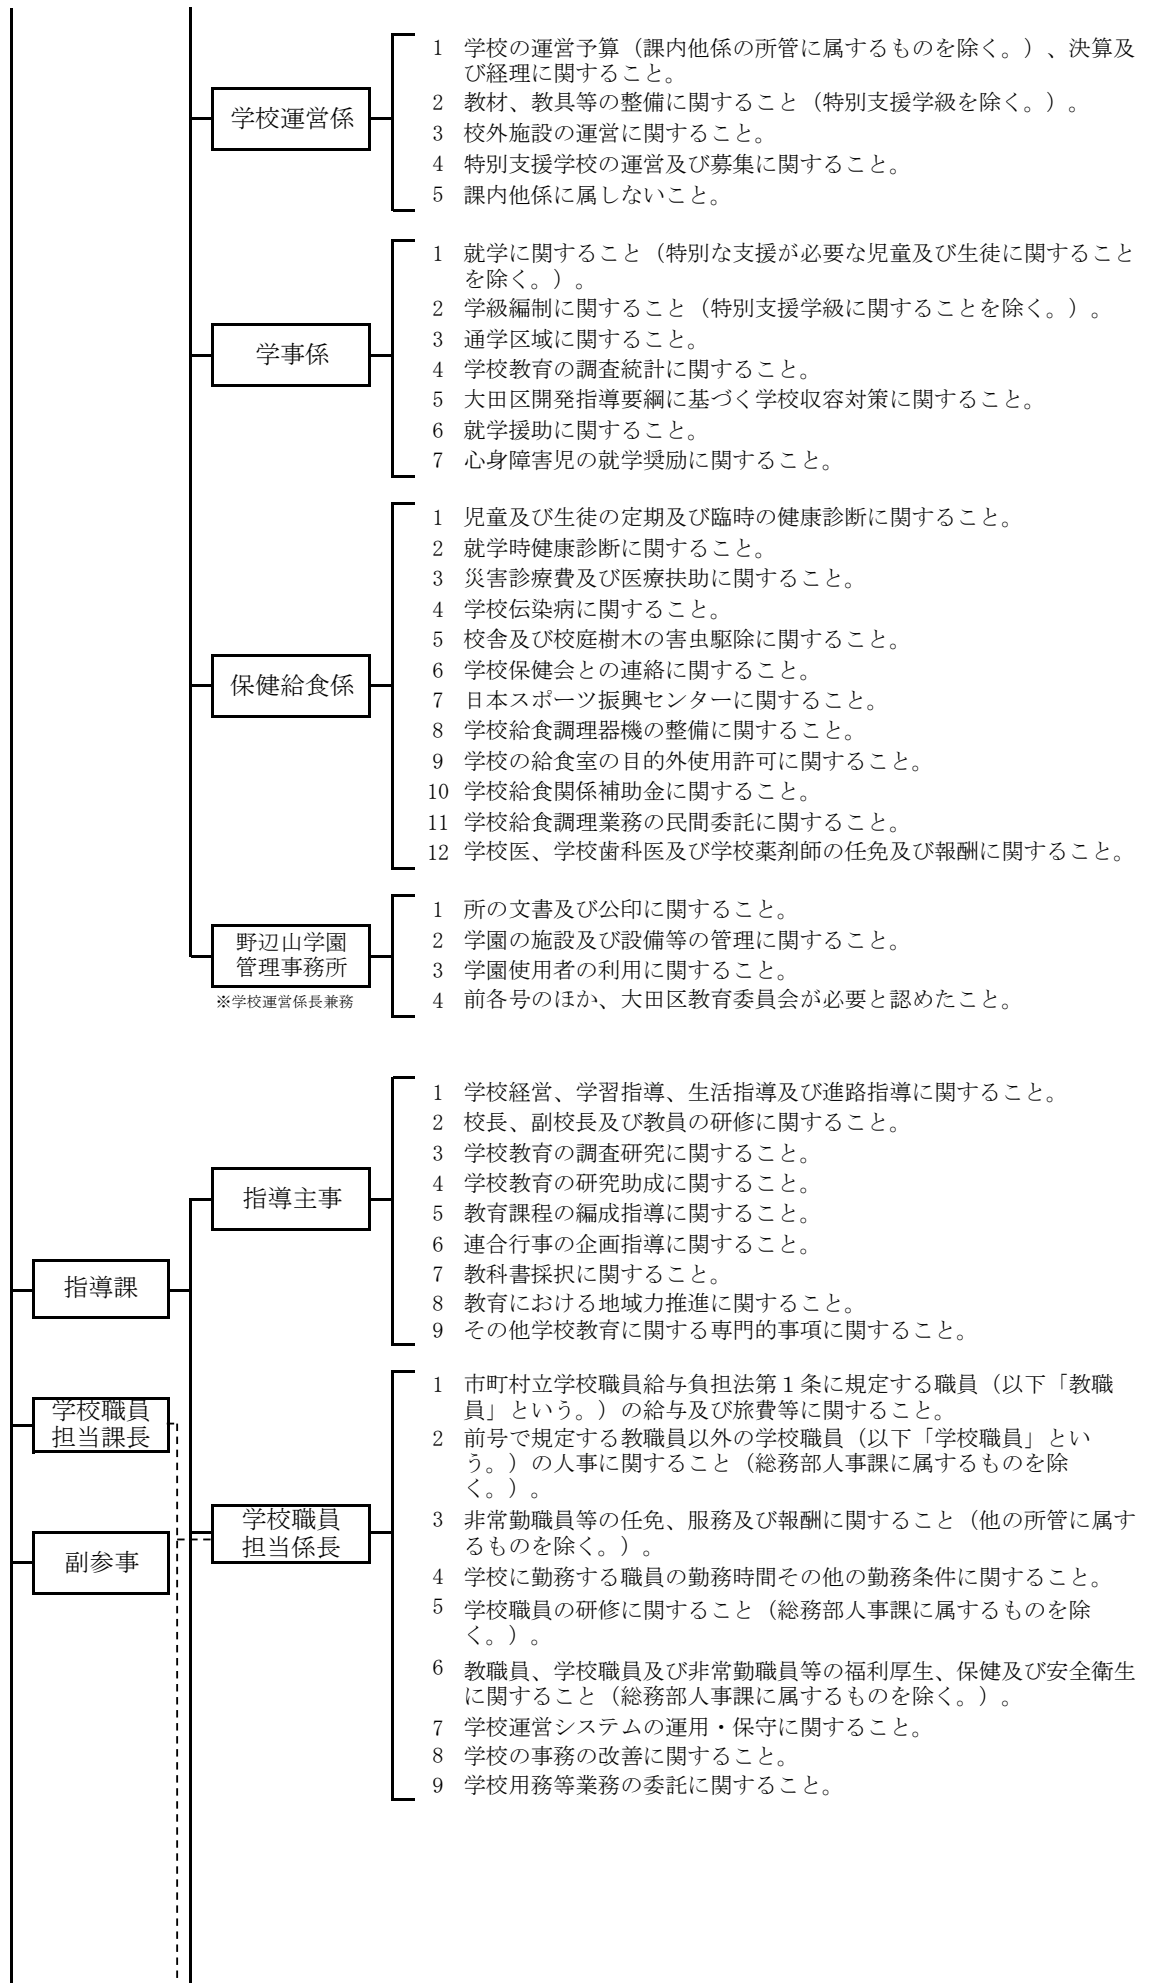 学校運営係
1 学校の運営予算（課内他係の所管に属するものを除く。）、決算及
び経理に関すること。
2 教材、教具等の整備に関すること（特別支援学級を除く。）。
3 校外施設の運営に関すること。
4 特別支援学校の運営及び募集に関すること。
5 課内他係に属しないこと。
学事係
1 就学に関すること（特別な支援が必要な児童及び生徒に関すること
を除く。）。
2 学級編制に関すること（特別支援学級に関することを除く。）。
3 通学区域に関すること。
4 学校教育の調査統計に関すること。
5 大田区開発指導要綱に基づく学校収容対策に関すること。
6 就学援助に関すること。
7 心身障害児の就学奨励に関すること。
保健給食係
1 児童及び生徒の定期及び臨時の健康診断に関すること。
2 就学時健康診断に関すること。
3 災害診療費及び医療扶助に関すること。
4 学校伝染病に関すること。
5 校舎及び校庭樹木の害虫駆除に関すること。
6 学校保健会との連絡に関すること。
7 日本スポーツ振興センターに関すること。
8 学校給食調理器機の整備に関すること。
9 学校の給食室の目的外使用許可に関すること。
10 学校給食関係補助金に関すること。
11 学校給食調理業務の民間委託に関すること。
12 学校医、学校歯科医及び学校薬剤師の任免及び報酬に関すること。
野辺山学園
管理事務所
※学校運営係長兼務
1 所の文書及び公印に関すること。
2 学園の施設及び設備等の管理に関すること。
3 学園使用者の利用に関すること。
4 前各号のほか、大田区教育委員会が必要と認めたこと。
指導課
指導主事
1 学校経営、学習指導、生活指導及び進路指導に関すること。
2 校長、副校長及び教員の研修に関すること。
3 学校教育の調査研究に関すること。
4 学校教育の研究助成に関すること。
5 教育課程の編成指導に関すること。
6 連合行事の企画指導に関すること。
7 教科書採択に関すること。
8 教育における地域力推進に関すること。
9 その他学校教育に関する専門的事項に関すること。
学校職員
担当課長
副参事
学校職員
担当係長
1 市町村立学校職員給与負担法第１条に規定する職員（以下「教職
員」という。）の給与及び旅費等に関すること。
2 前号で規定する教職員以外の学校職員（以下「学校職員」とい
う。）の人事に関すること（総務部人事課に属するものを除
く。）。
3 非常勤職員等の任免、服務及び報酬に関すること（他の所管に属す
るものを除く。）。
4 学校に勤務する職員の勤務時間その他の勤務条件に関すること。
5 学校職員の研修に関すること（総務部人事課に属するものを除
く。）。
6 教職員、学校職員及び非常勤職員等の福利厚生、保健及び安全衛生
に関すること（総務部人事課に属するものを除く。）。
7 学校運営システムの運用・保守に関すること。
8 学校の事務の改善に関すること。
9 学校用務等業務の委託に関すること。